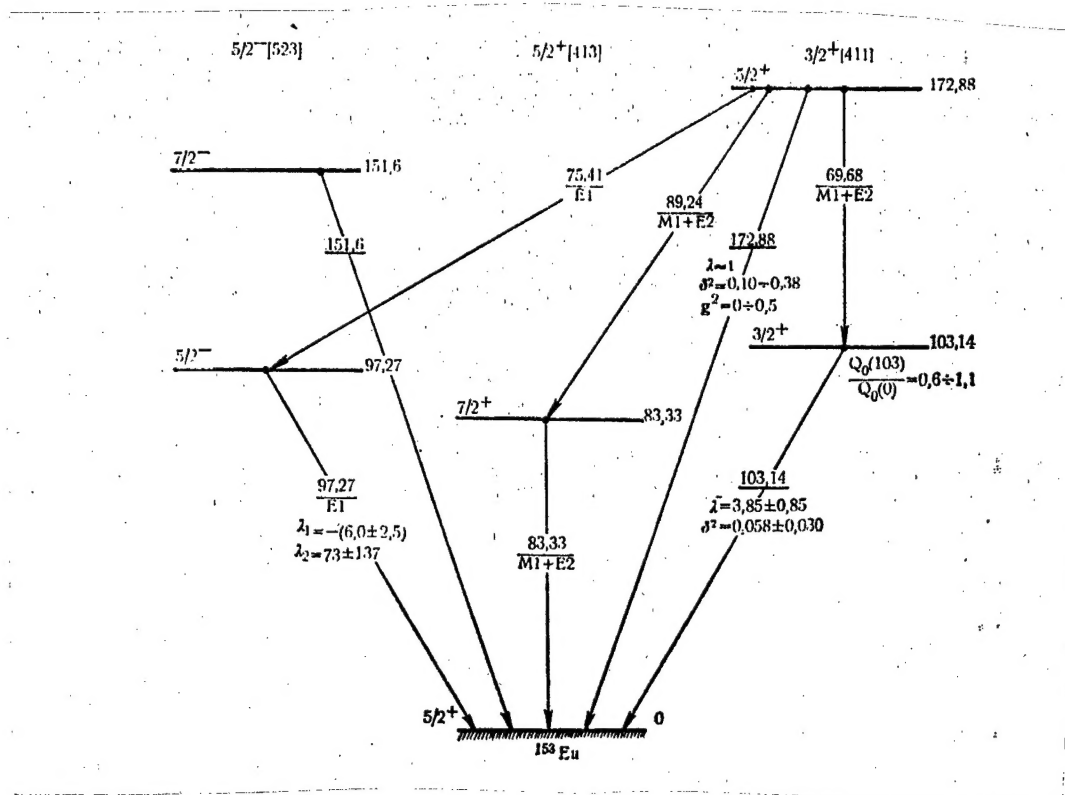 5/2⁻[523]
5/2⁺[413]
3/2⁺[411]
5/2⁺
172,88
7/2⁻
151,6
75,41
E1
89,24
M1+E2
69,68
M1+E2
151,6
172,88
λ≃1
δ²=0,10÷0,38
g²=0÷0,5
3/2⁺
103,14
5/2⁻
97,27
Q₀(103)
Q₀(0)
=0,6÷1,1
7/2⁺
83,33
97,27
E1
λ₁=-(6,0±2,5)
λ₂=73±137
83,33
M1+E2
103,14
λ=3,85±0,85
δ²=0,058±0,030
5/2⁺
0
¹⁵³Eu